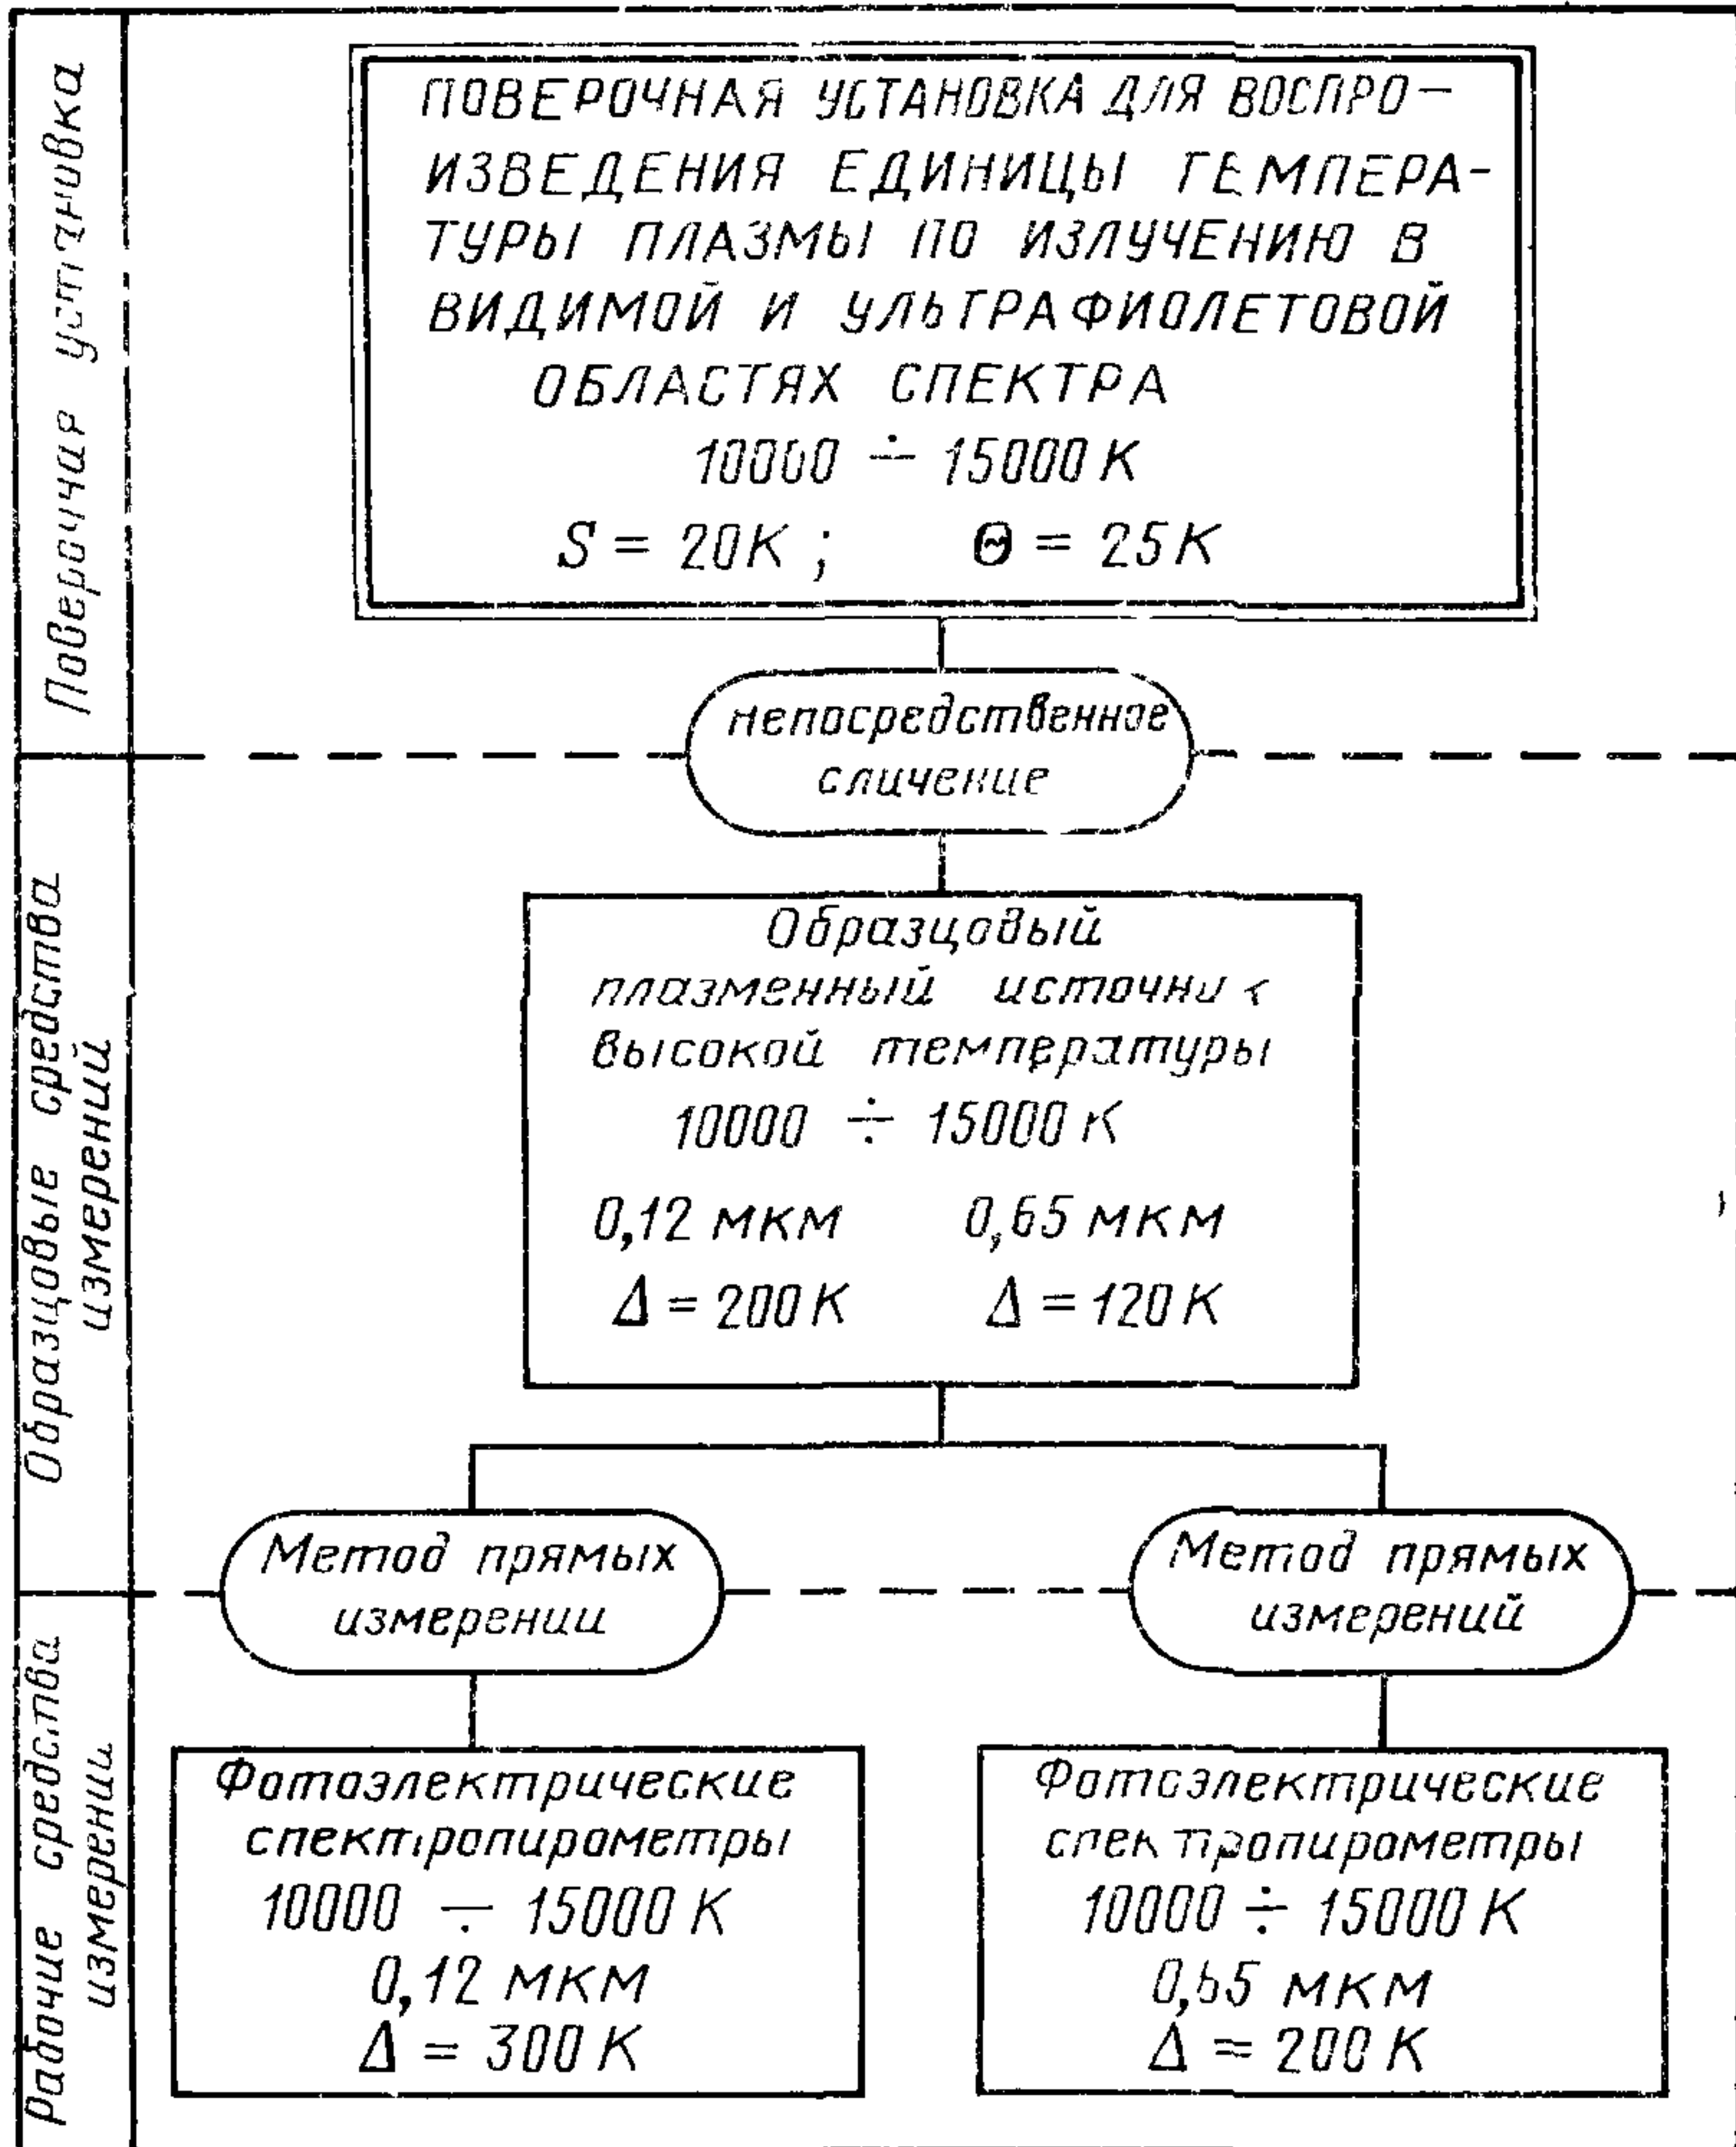 Поверочная установка
ПОВЕРОЧНАЯ УСТАНОВКА ДЛЯ ВОСПРО-
ИЗВЕДЕНИЯ ЕДИНИЦЫ ТЕМПЕРА-
ТУРЫ ПЛАЗМЫ ПО ИЗЛУЧЕНИЮ В
ВИДИМОЙ И УЛЬТРАФИОЛЕТОВОЙ
ОБЛАСТЯХ СПЕКТРА
10000 ÷ 15000 К
S = 20К; Θ = 25К
непосредственное
сличение
Образцовые средства
измерений
Образцовый
плазменный источник
высокой температуры
10000 ÷ 15000 К
0,12 мкм 0,65 мкм
Δ = 200 К Δ = 120 К
Метод прямых
измерений
Метод прямых
измерений
Рабочие средства
измерений
Фотоэлектрические
спектропирометры
10000 ÷ 15000 К
0,12 мкм
Δ = 300 К
Фотоэлектрические
спектропирометры
10000 ÷ 15000 К
0,65 мкм
Δ = 200 К